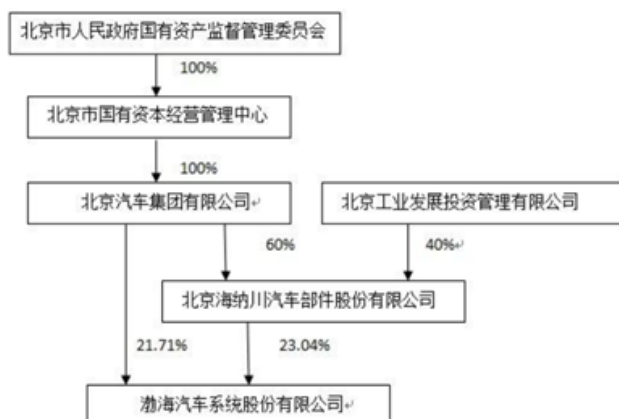 北京市人民政府国有资产监督管理委员会
100%
北京市国有资本经营管理中心
100%
北京汽车集团有限公司
北京工业发展投资管理有限公司
60%
40%
北京海纳川汽车部件股份有限公司
21.71%
23.04%
渤海汽车系统股份有限公司